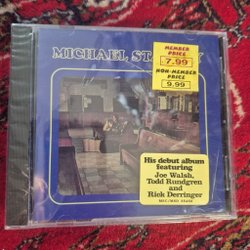 MICHAEL STA
MEMBER
PRICE
7.99
NON-MEMBER
PRICE
9.99
His debut album
featuring
Joe Walsh,
Todd Rundgren
and
Rick Derringer